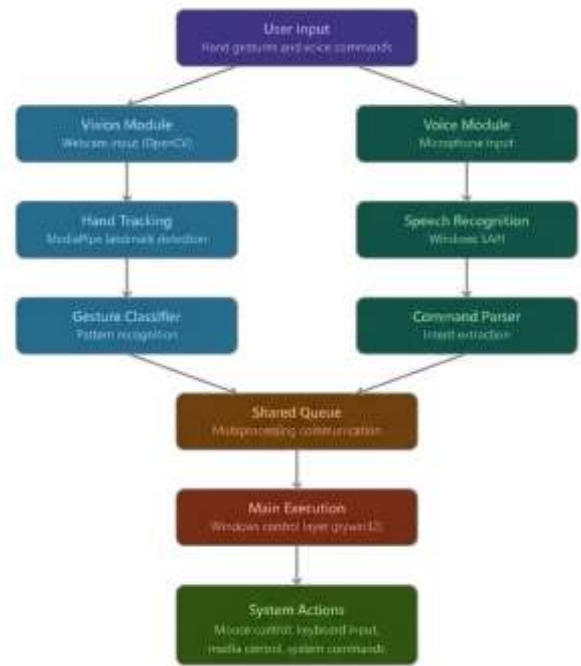 User Input
Hand gestures and voice commands
Vision Module
Webcam input (OpenCV)
Voice Module
Microphone input
Hand Tracking
MediaPipe landmark detection
Speech Recognition
Windows SAPI
Gesture Classifier
Pattern recognition
Command Parser
Intent extraction
Shared Queue
Multiprocessing communication
Main Execution
Windows control layer (pywin32)
System Actions
Mouse control, keyboard input,
media control, system commands